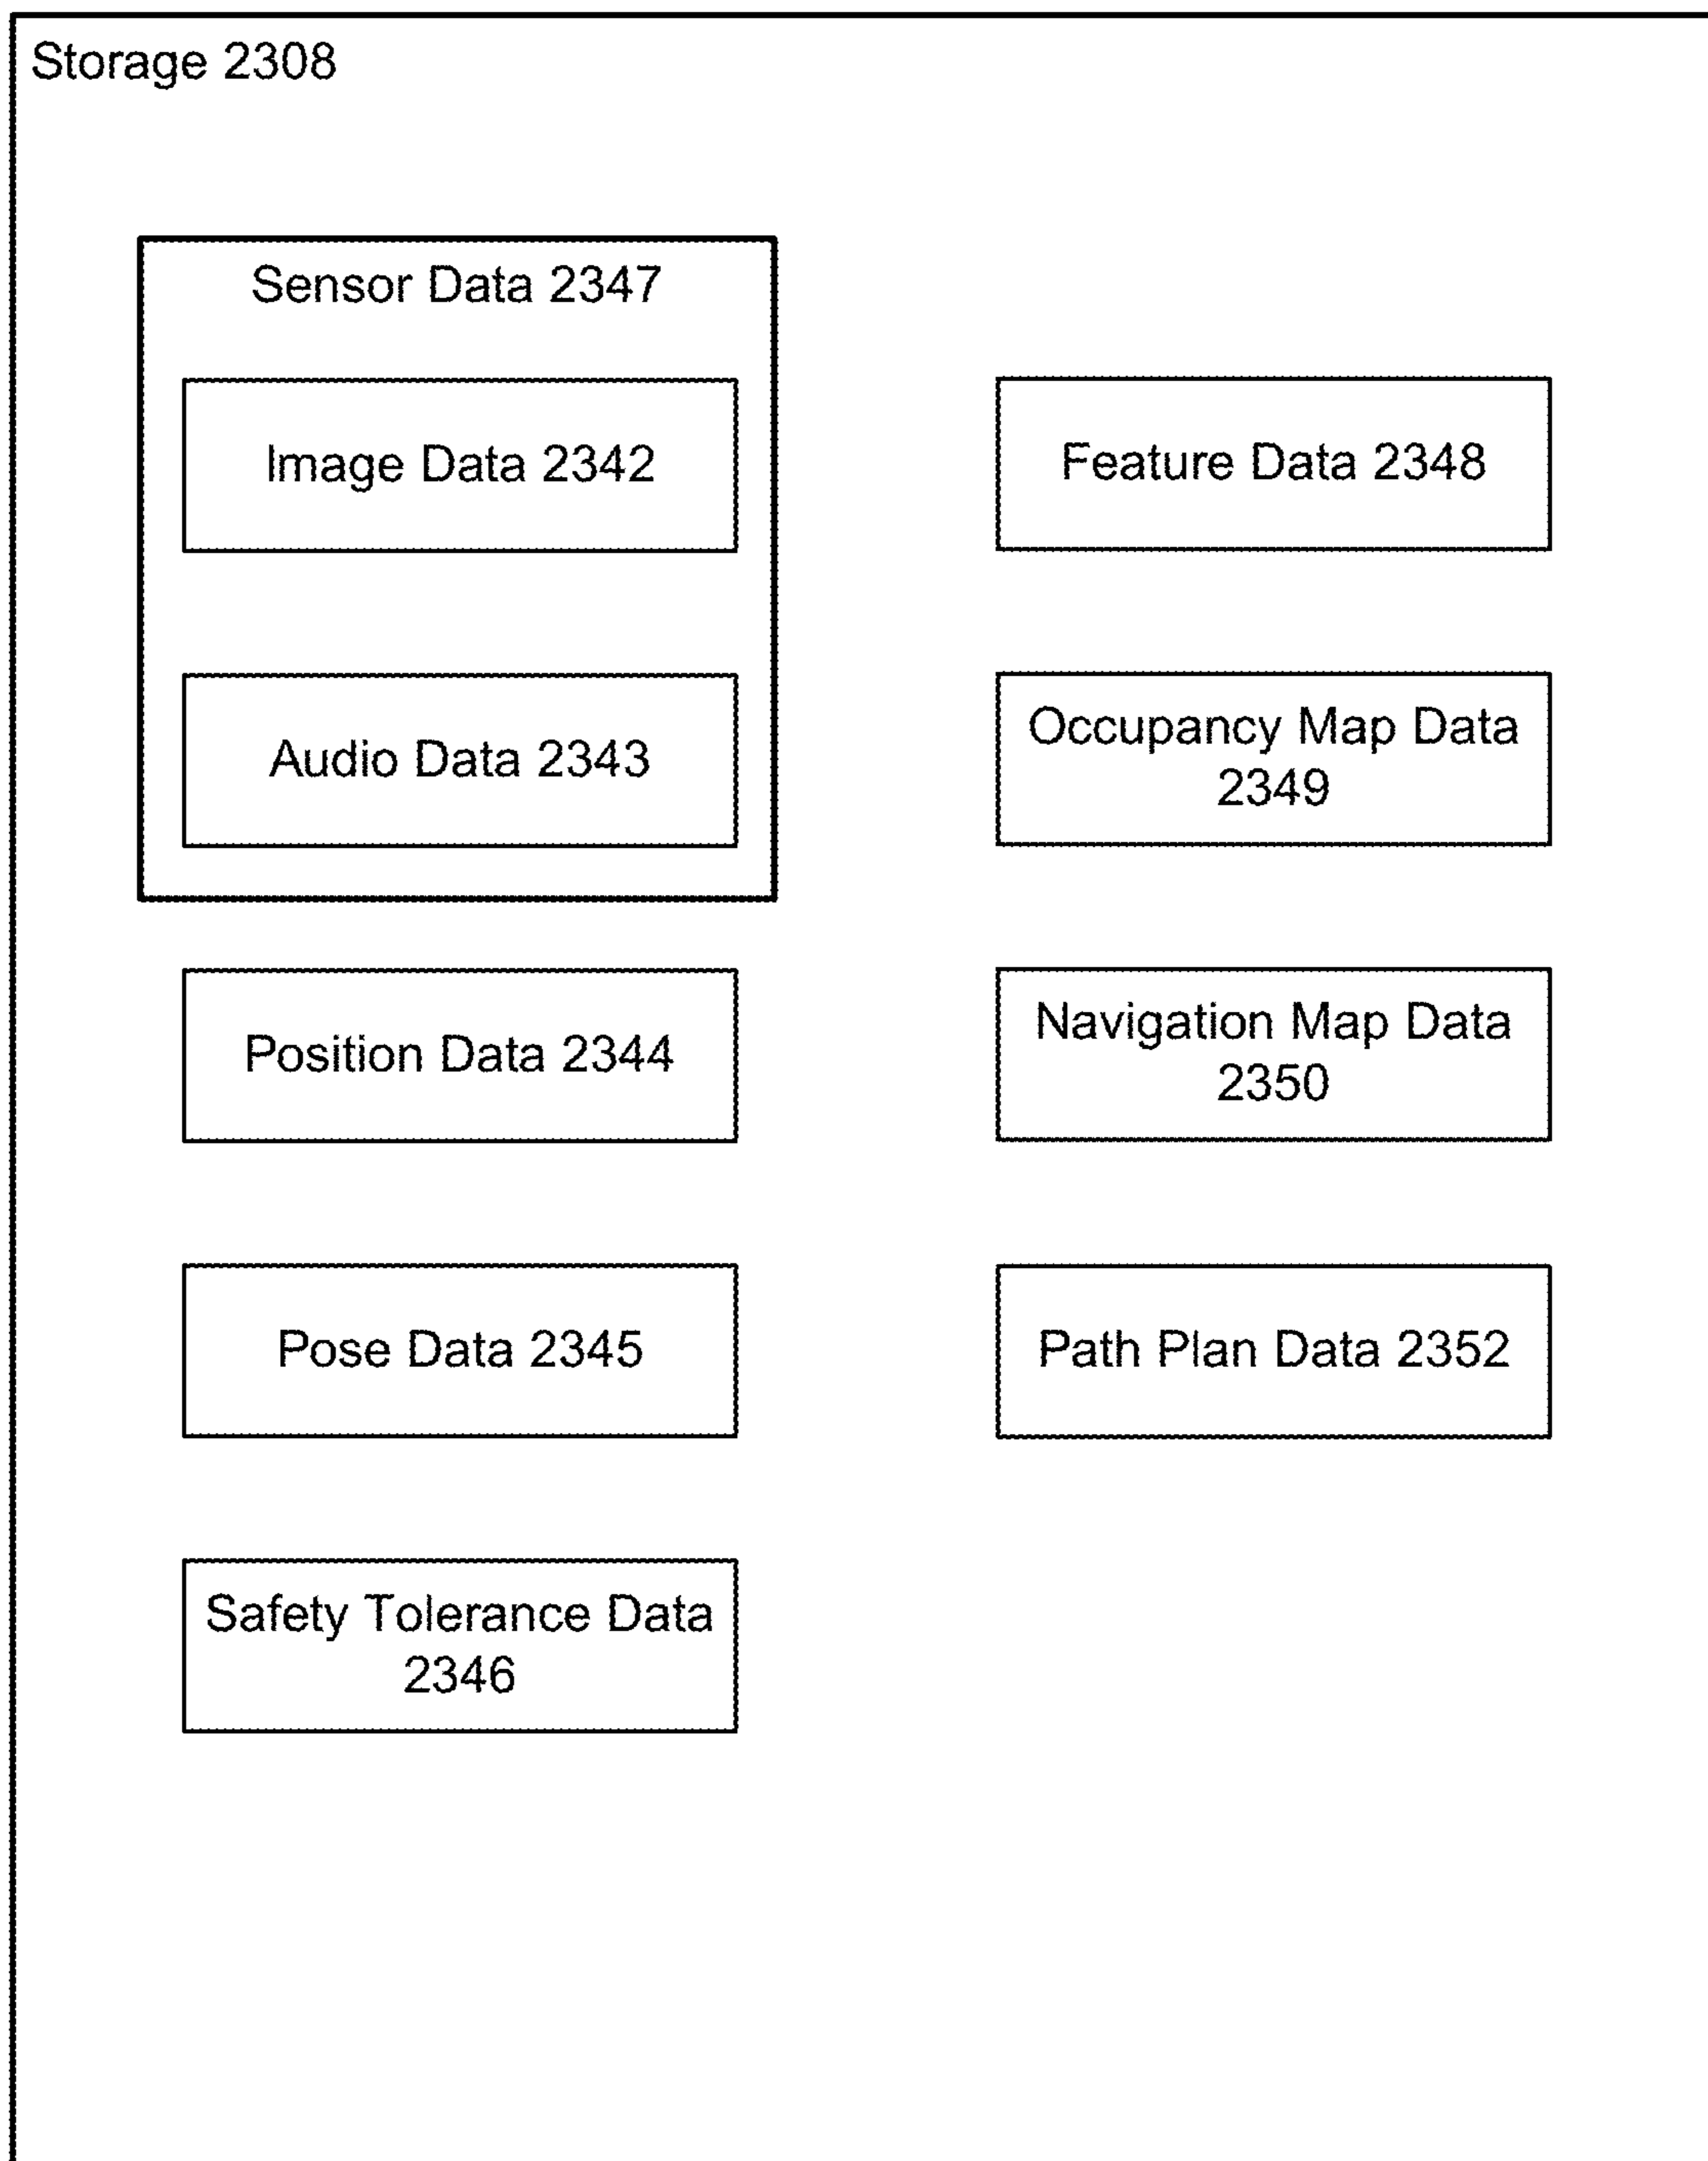 Storage 2308
Sensor Data 2347
Image Data 2342
Audio Data 2343
Position Data 2344
Pose Data 2345
Safety Tolerance Data
2346
Feature Data 2348
Occupancy Map Data
2349
Navigation Map Data
2350
Path Plan Data 2352